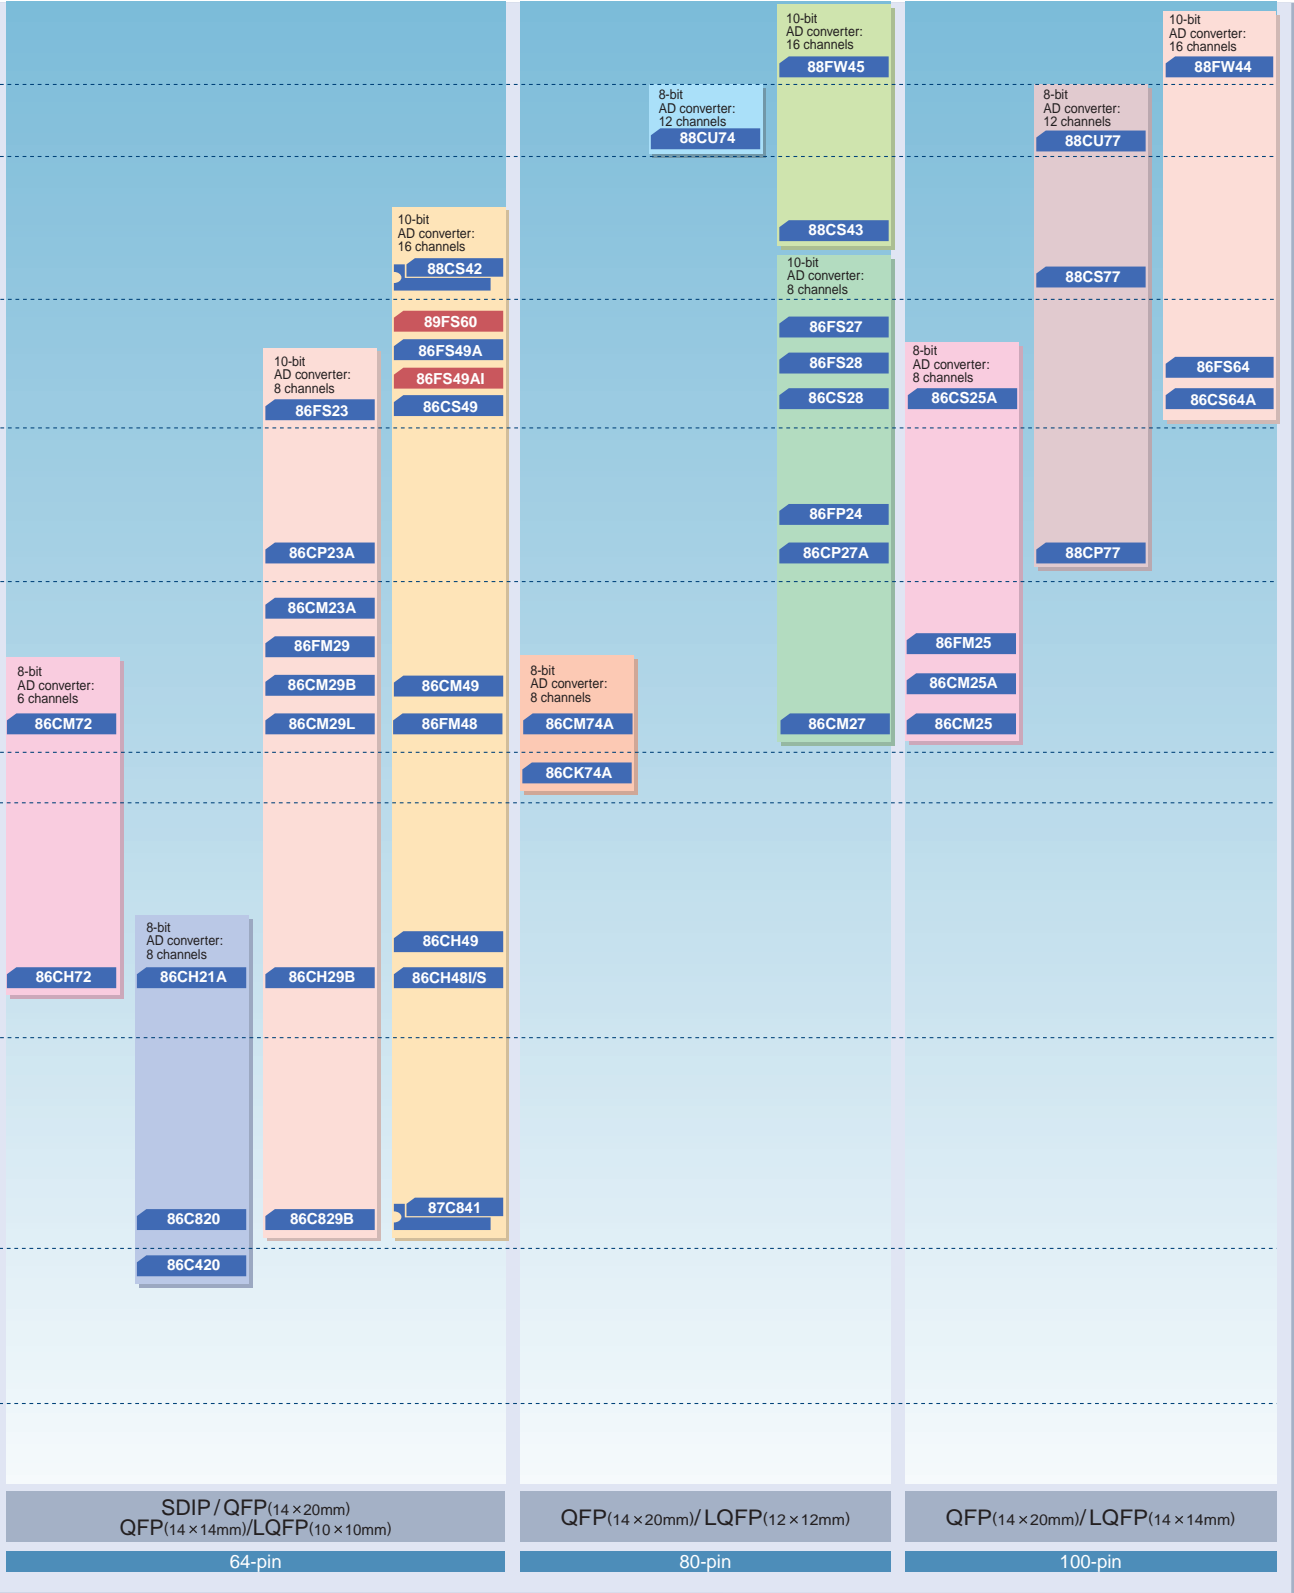 8-bit
AD converter:
6 channels
86CM72
86CH72
8-bit
AD converter:
8 channels
86CH21A
86C820
86C420
10-bit
AD converter:
8 channels
86FS23
86CP23A
86CM23A
86FM29
86CM29B
86CM29L
86CH29B
86C829B
10-bit
AD converter:
16 channels
88CS42
89FS60
86FS49A
86FS49AI
86CS49
86CM49
86FM48
86CH49
86CH48I/S
87C841
SDIP/QFP(14×20mm)
QFP(14×14mm)/LQFP(10×10mm)
64-pin
8-bit
AD converter:
8 channels
86CM74A
86CK74A
8-bit
AD converter:
12 channels
88CU74
10-bit
AD converter:
16 channels
88FW45
88CS43
10-bit
AD converter:
8 channels
86FS27
86FS28
86CS28
86FP24
86CP27A
86CM27
QFP(14×20mm)/LQFP(12×12mm)
80-pin
8-bit
AD converter:
8 channels
86CS25A
86FM25
86CM25A
86CM25
8-bit
AD converter:
12 channels
88CU77
88CS77
88CP77
10-bit
AD converter:
16 channels
88FW44
86FS64
86CS64A
QFP(14×20mm)/LQFP(14×14mm)
100-pin